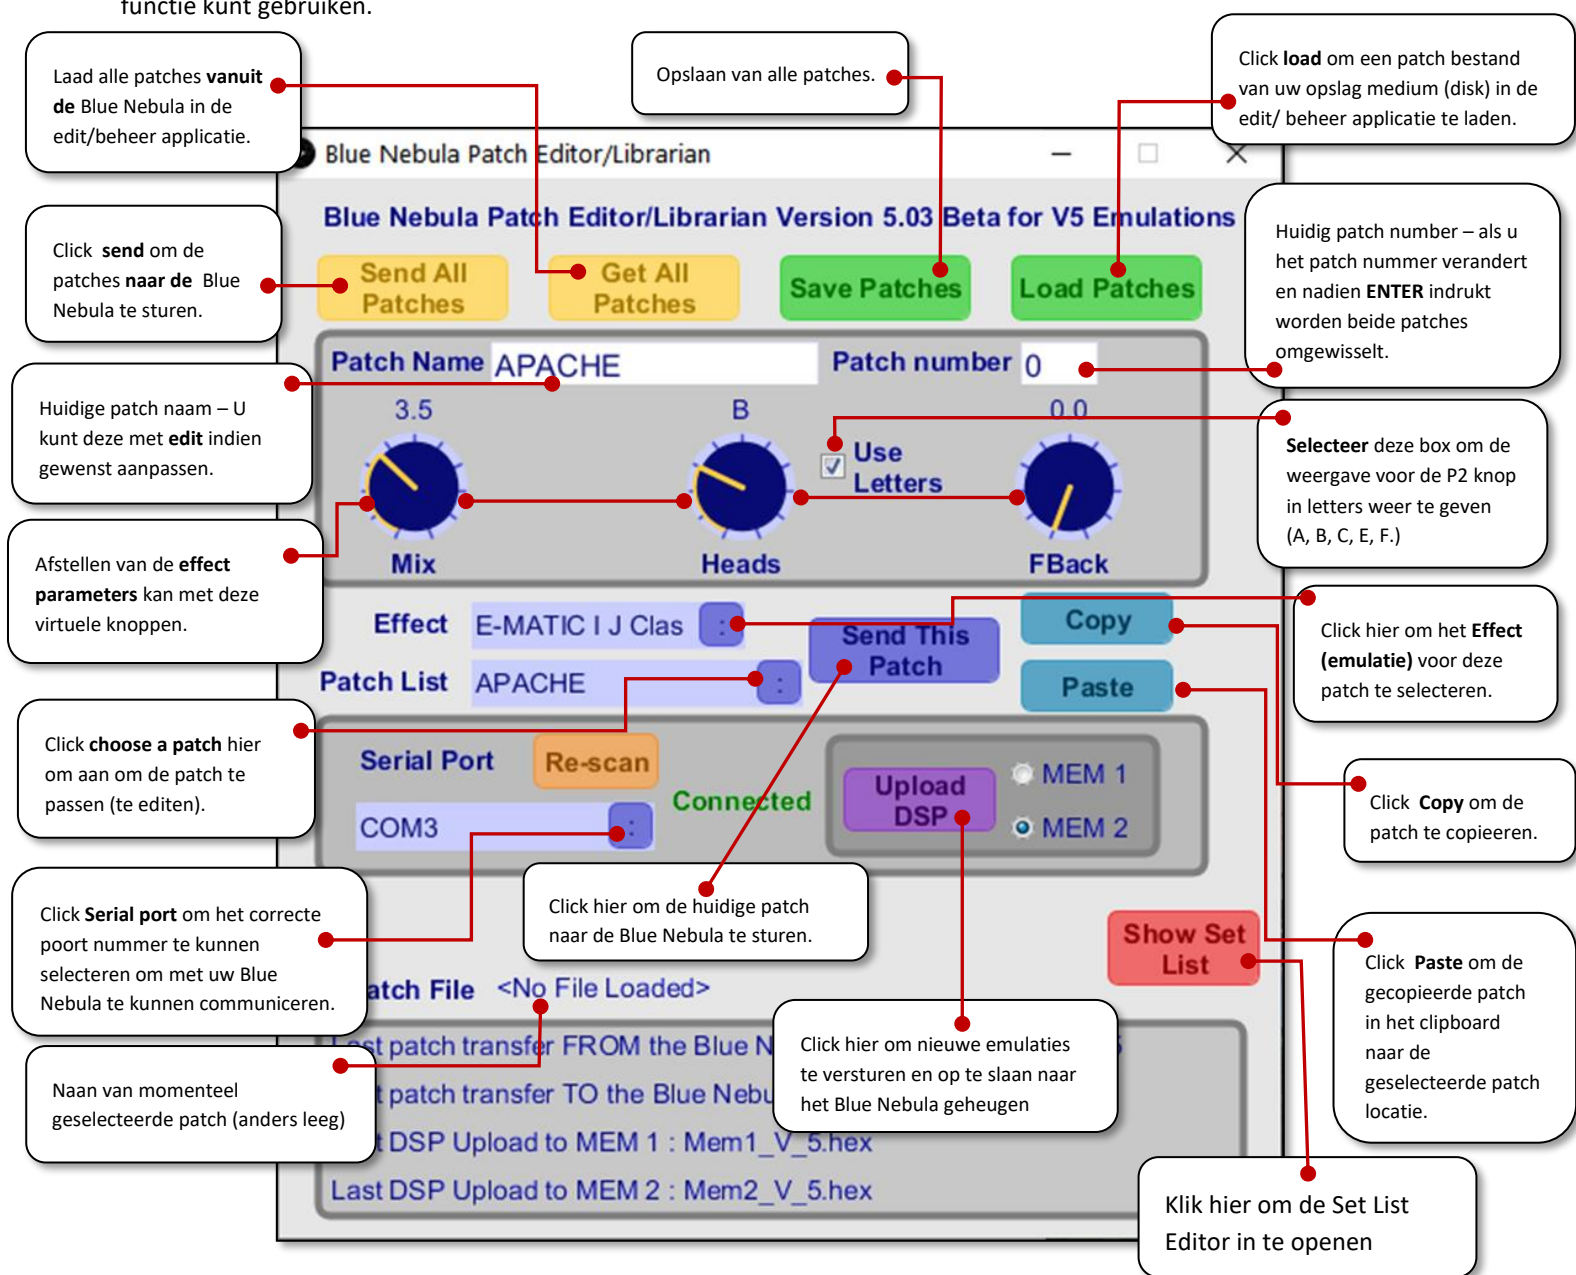 functie kunt gebruiken.
Laad alle patches vanuit
de Blue Nebula in de
edit/beheer applicatie.
Opslaan van alle patches.
Click load om een patch bestand
van uw opslag medium (disk) in de
edit/ beheer applicatie te laden.
Blue Nebula Patch Editor/Librarian
Blue Nebula Patch Editor/Librarian Version 5.03 Beta for V5 Emulations
Click send om de
patches naar de Blue
Nebula te sturen.
Send All
Patches
Get All
Patches
Save Patches
Load Patches
Huidig patch number – als u
het patch nummer verandert
en nadien ENTER indrukt
worden beide patches
omgewisselt.
Patch Name APACHE
Patch number 0
Huidige patch naam – U
kunt deze met edit indien
gewenst aanpassen.
3.5
B
0.0
Use
Letters
Mix
Heads
FBack
Selecteer deze box om de
weergave voor de P2 knop
in letters weer te geven
(A, B, C, E, F.)
Afstellen van de effect
parameters kan met deze
virtuele knoppen.
Effect E-MATIC I J Clas :
Send This
Patch
Copy
Click hier om het Effect
(emulatie) voor deze
patch te selecteren.
Patch List APACHE :
Paste
Click choose a patch hier
om aan om de patch te
passen (te editen).
Serial Port
Re-scan
COM3 :
Connected
Upload
DSP
MEM 1
MEM 2
Click Copy om de
patch te copieeren.
Click Serial port om het correcte
poort nummer te kunnen
selecteren om met uw Blue
Nebula te kunnen communiceren.
Click hier om de huidige patch
naar de Blue Nebula te sturen.
Show Set
List
Click Paste om de
gecopieerde patch
in het clipboard
naar de
geselecteerde patch
locatie.
atch File <No File Loaded>
Naan van momenteel
geselecteerde patch (anders leeg)
Click hier om nieuwe emulaties
te versturen en op te slaan naar
het Blue Nebula geheugen
Last patch transfer FROM the Blue N
patch transfer TO the Blue Nebu
DSP Upload to MEM 1 : Mem1_V_5.hex
Last DSP Upload to MEM 2 : Mem2_V_5.hex
Klik hier om de Set List
Editor in te openen